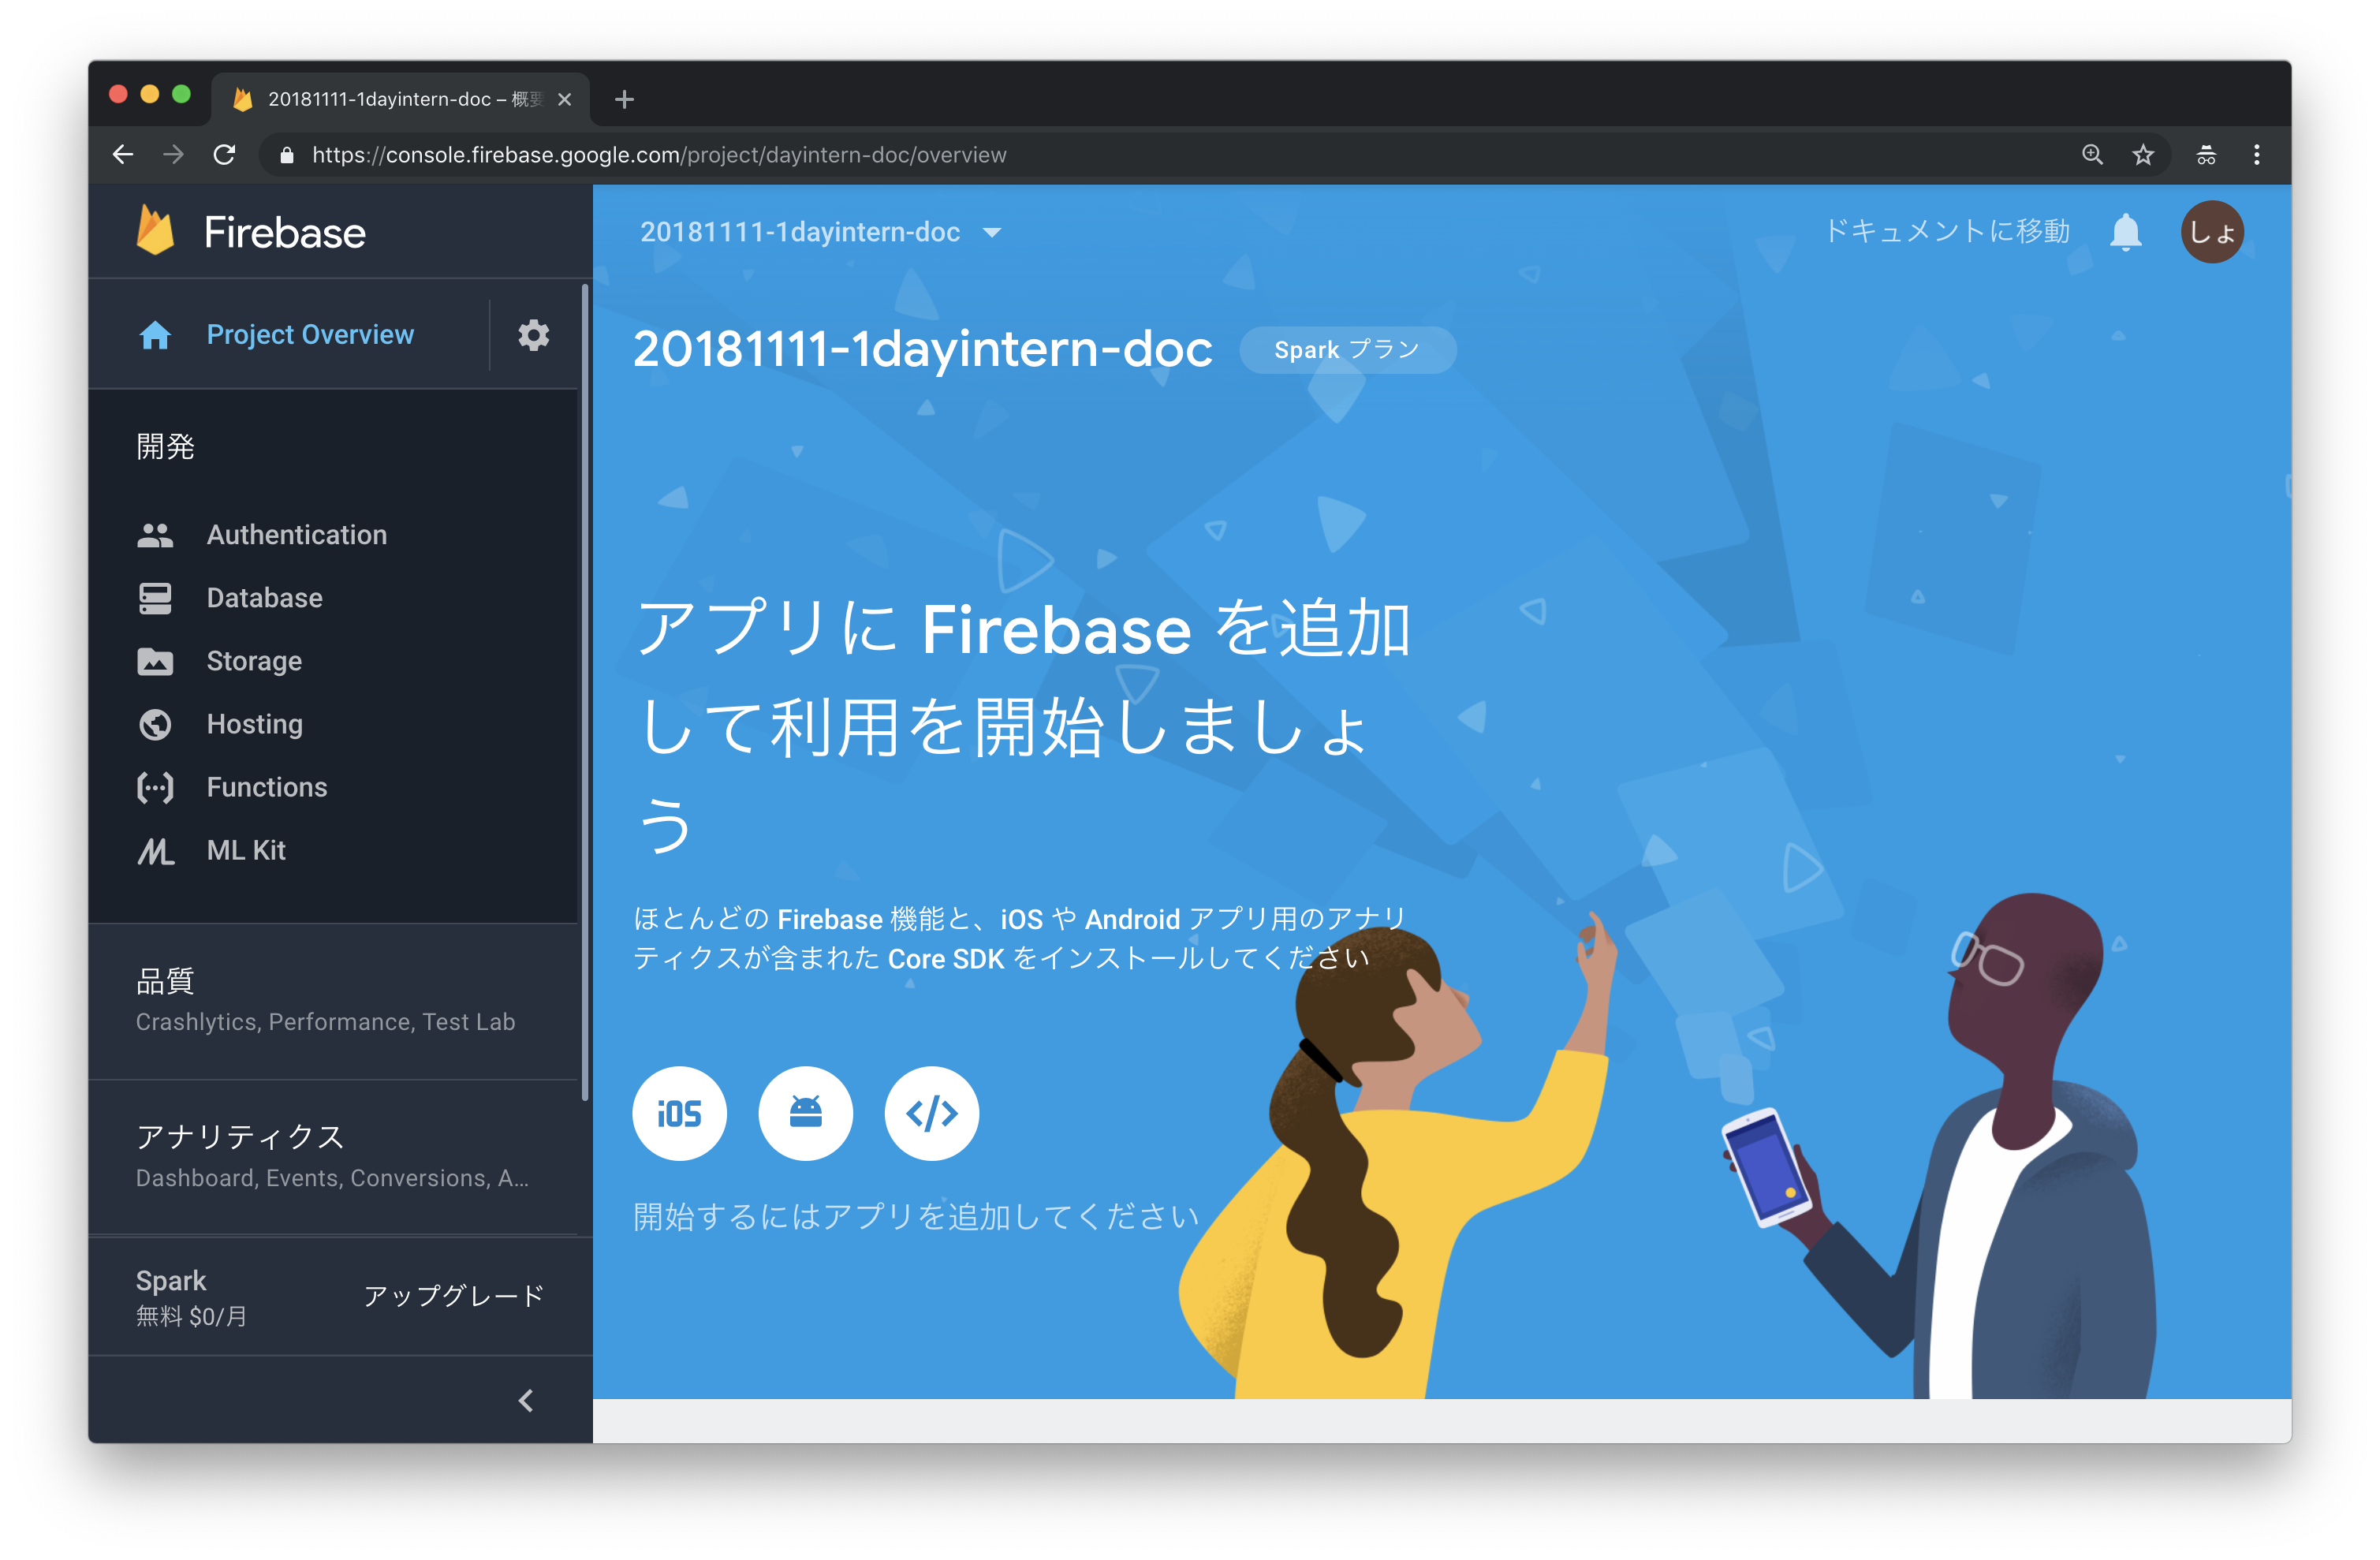 20181111-1dayintern-doc – 概要
https://console.firebase.google.com/project/dayintern-doc/overview
Firebase
Project Overview
開発
Authentication
Database
Storage
Hosting
Functions
ML Kit
品質
Crashlytics, Performance, Test Lab
アナリティクス
Dashboard, Events, Conversions, A...
Spark
無料 $0/月
アップグレード
20181111-1dayintern-doc
ドキュメントに移動
しょ
20181111-1dayintern-doc
Spark プラン
アプリに Firebase を追加
して利用を開始しましょ
う
ほとんどの Firebase 機能と、iOS や Android アプリ用のアナリ
ティクスが含まれた Core SDK をインストールしてください
iOS
開始するにはアプリを追加してください